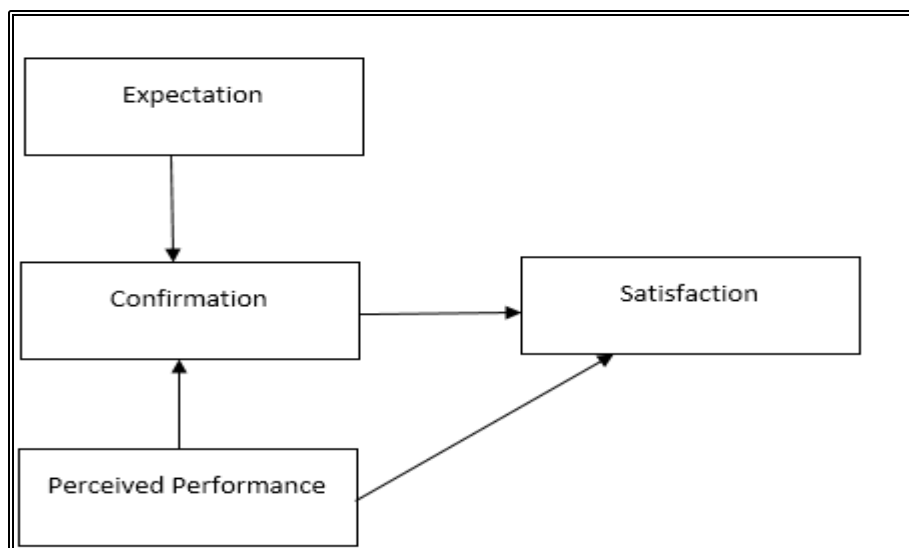 Expectation
Confirmation
Satisfaction
Perceived Performance